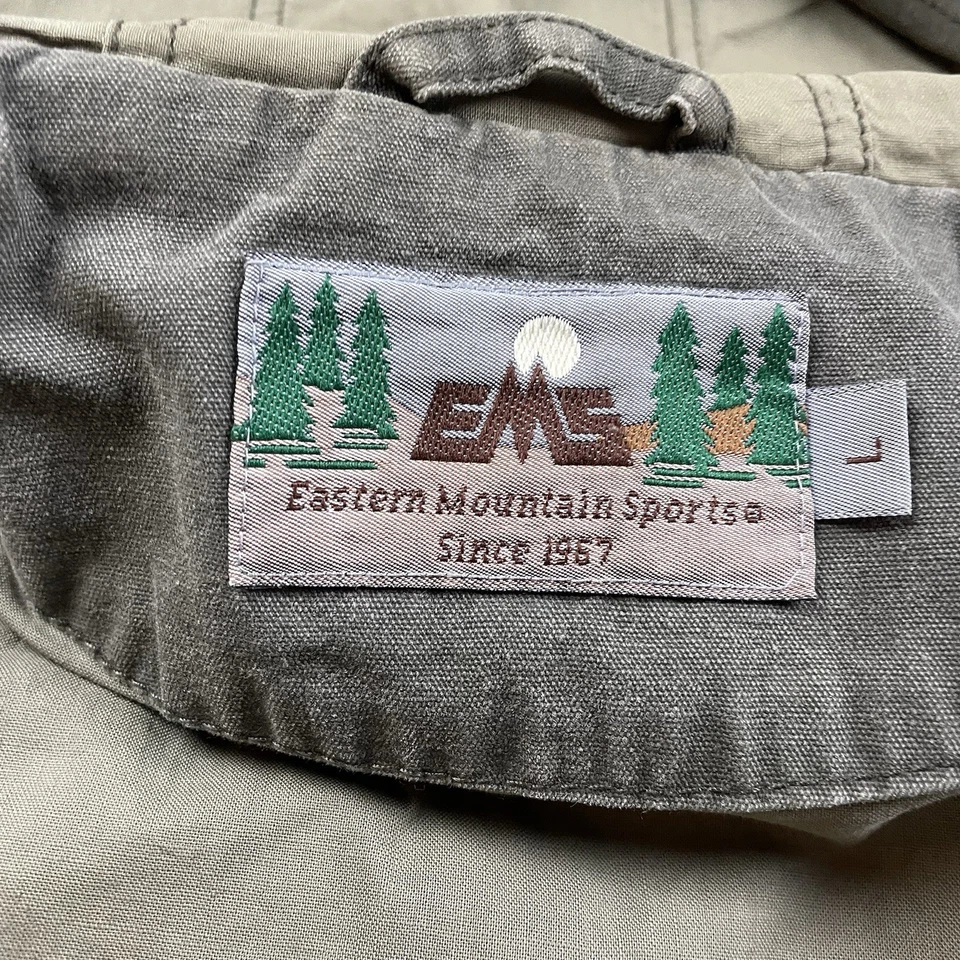 EMS
Eastern Mountain Sports®
Since 1967
L